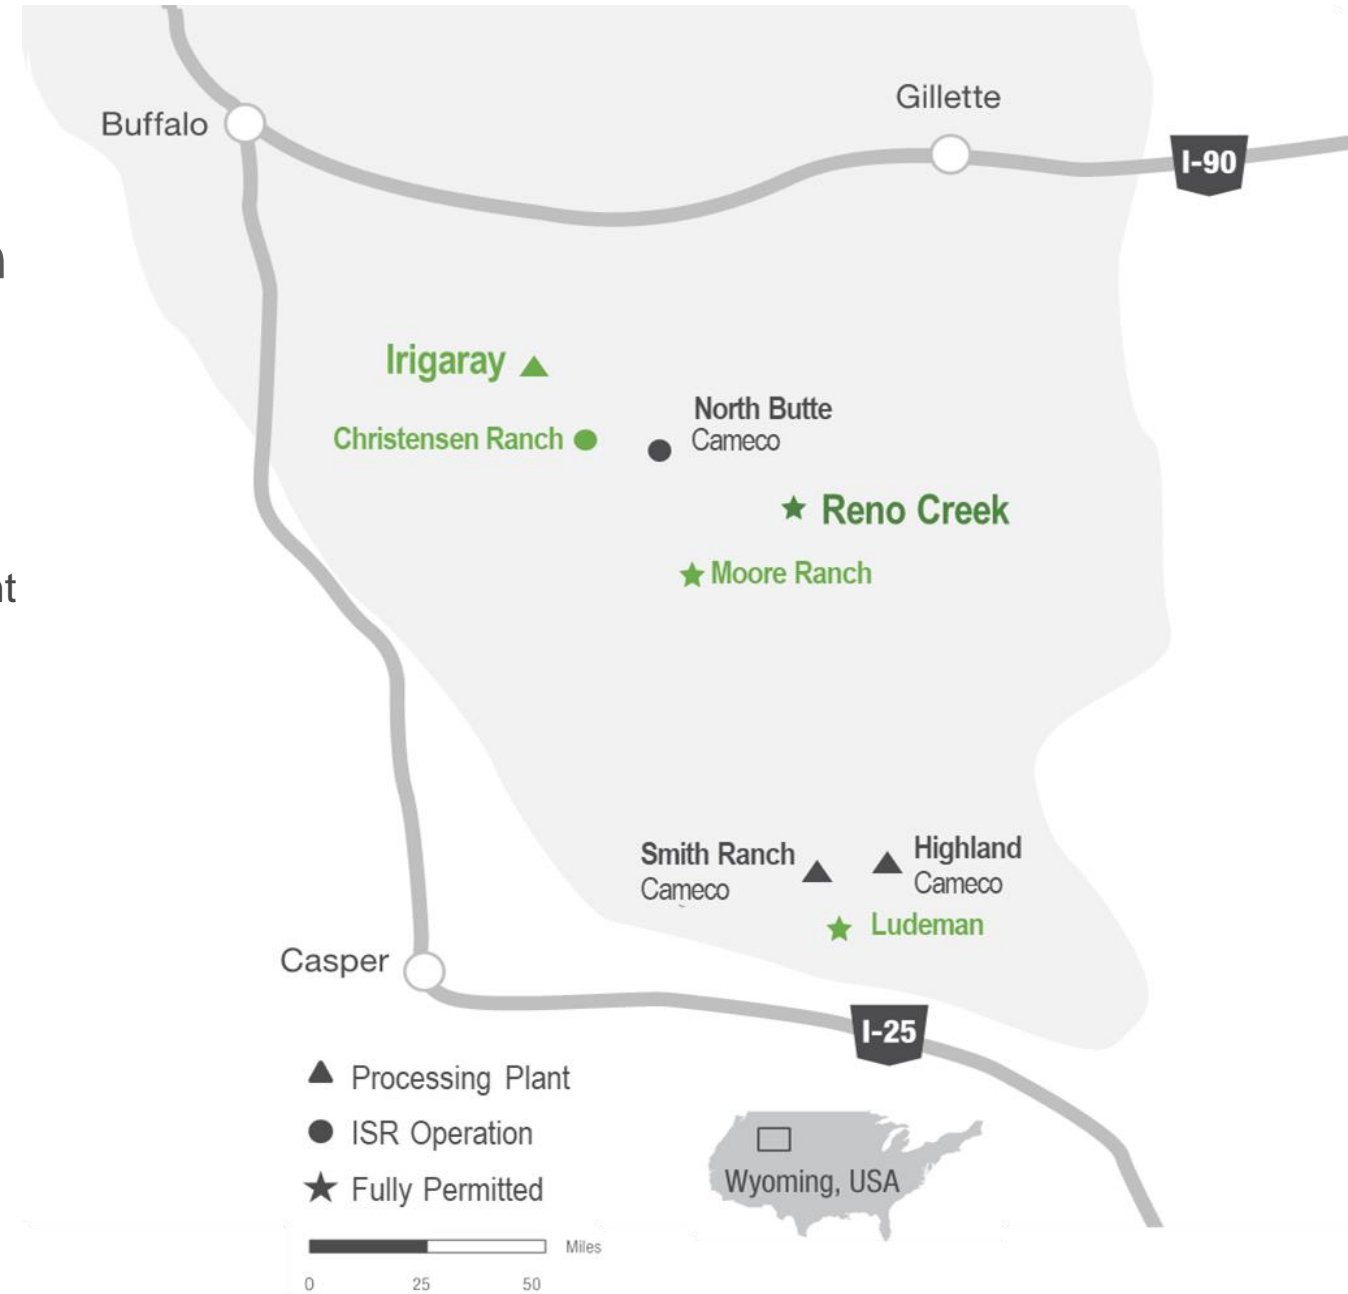 Gillette
Buffalo
I-90
n
Irigaray
North Butte
Christensen Ranch
Cameco
Reno Creek
Moore Ranch
nt
Smith Ranch
Highland
Cameco
Cameco
Ludeman
Casper
I-25
Processing Plant
ISR Operation
Fully Permitted
Wyoming, USA
Miles
0 25 50